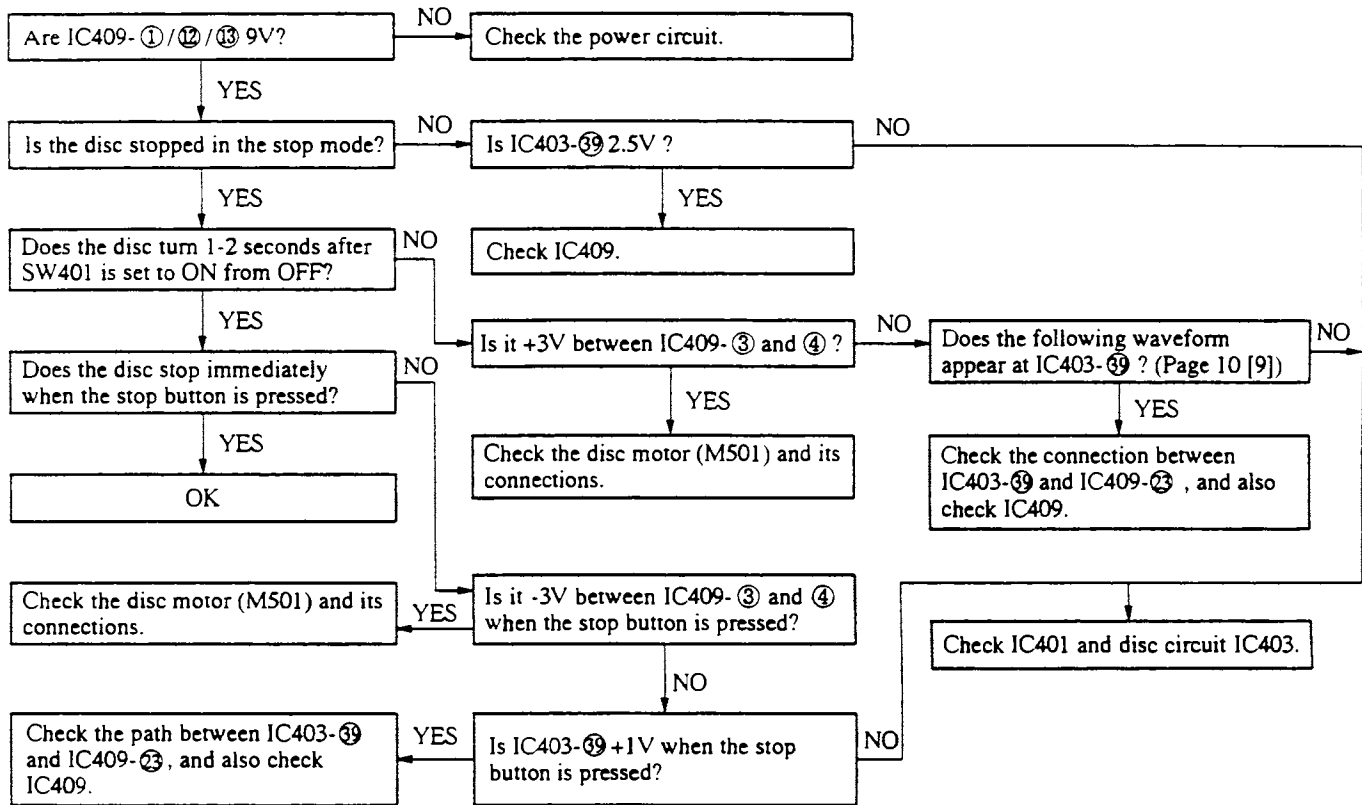 Are IC409-①/⑫/⑬ 9V?
NO
Check the power circuit.
YES
Is the disc stopped in the stop mode?
NO
Is IC403-㊴ 2.5V ?
NO
YES
YES
Does the disc turn 1-2 seconds after
SW401 is set to ON from OFF?
NO
Check IC409.
YES
Is it +3V between IC409-③ and ④ ?
NO
Does the following waveform
appear at IC403-㊴ ? (Page 10 [9])
NO
Does the disc stop immediately
when the stop button is pressed?
NO
YES
YES
YES
Check the disc motor (M501) and its
connections.
Check the connection between
IC403-㊴ and IC409-㉓ , and also
check IC409.
OK
Check the disc motor (M501) and its
connections.
YES
Is it -3V between IC409-③ and ④
when the stop button is pressed?
Check IC401 and disc circuit IC403.
NO
Check the path between IC403-㊴
and IC409-㉓, and also check
IC409.
YES
Is IC403-㊴ +1V when the stop
button is pressed?
NO